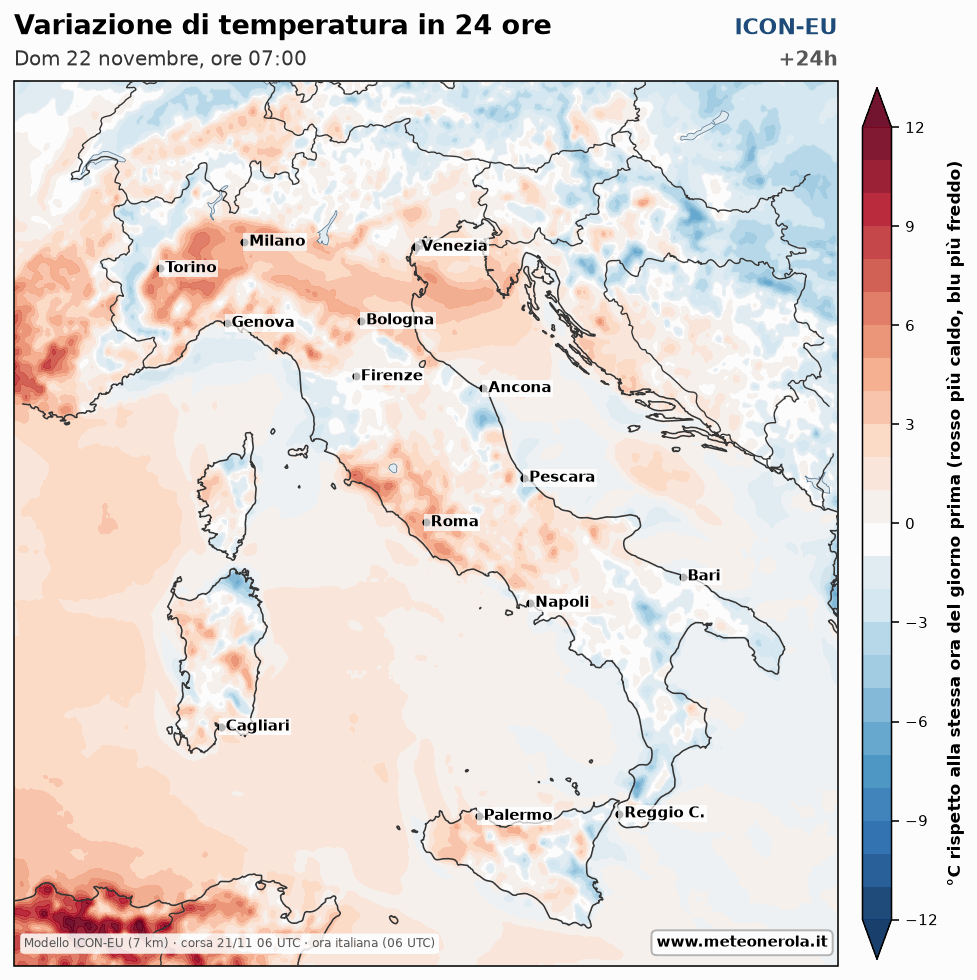 Variazione di temperatura in 24 ore
ICON-EU
Dom 22 novembre, ore 07:00
+24h
Milano
Venezia
Torino
Genova
Bologna
Firenze
Ancona
Pescara
Roma
Bari
Napoli
Cagliari
Palermo
Reggio C.
12
9
6
3
0
−3
−6
−9
−12
°C rispetto alla stessa ora del giorno prima (rosso più caldo, blu più freddo)
Modello ICON-EU (7 km) · corsa 21/11 06 UTC · ora italiana (06 UTC)
www.meteonerola.it